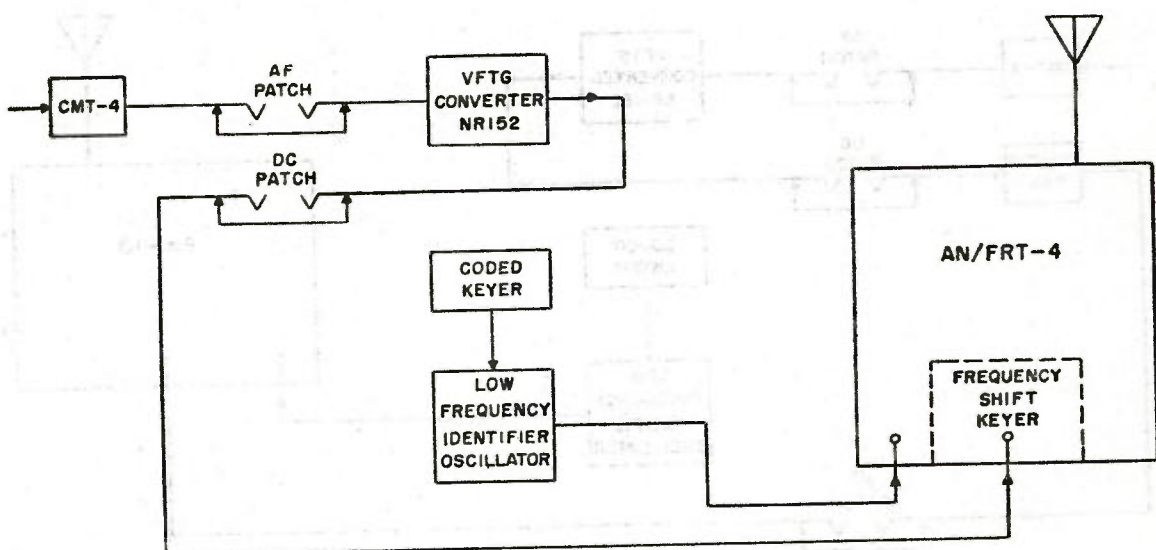 CMT-4
AF
PATCH
VFTG
CONVERTER
NR152
DC
PATCH
CODED
KEYER
LOW
FREQUENCY
IDENTIFIER
OSCILLATOR
AN/FRT-4
FREQUENCY
SHIFT
KEYER